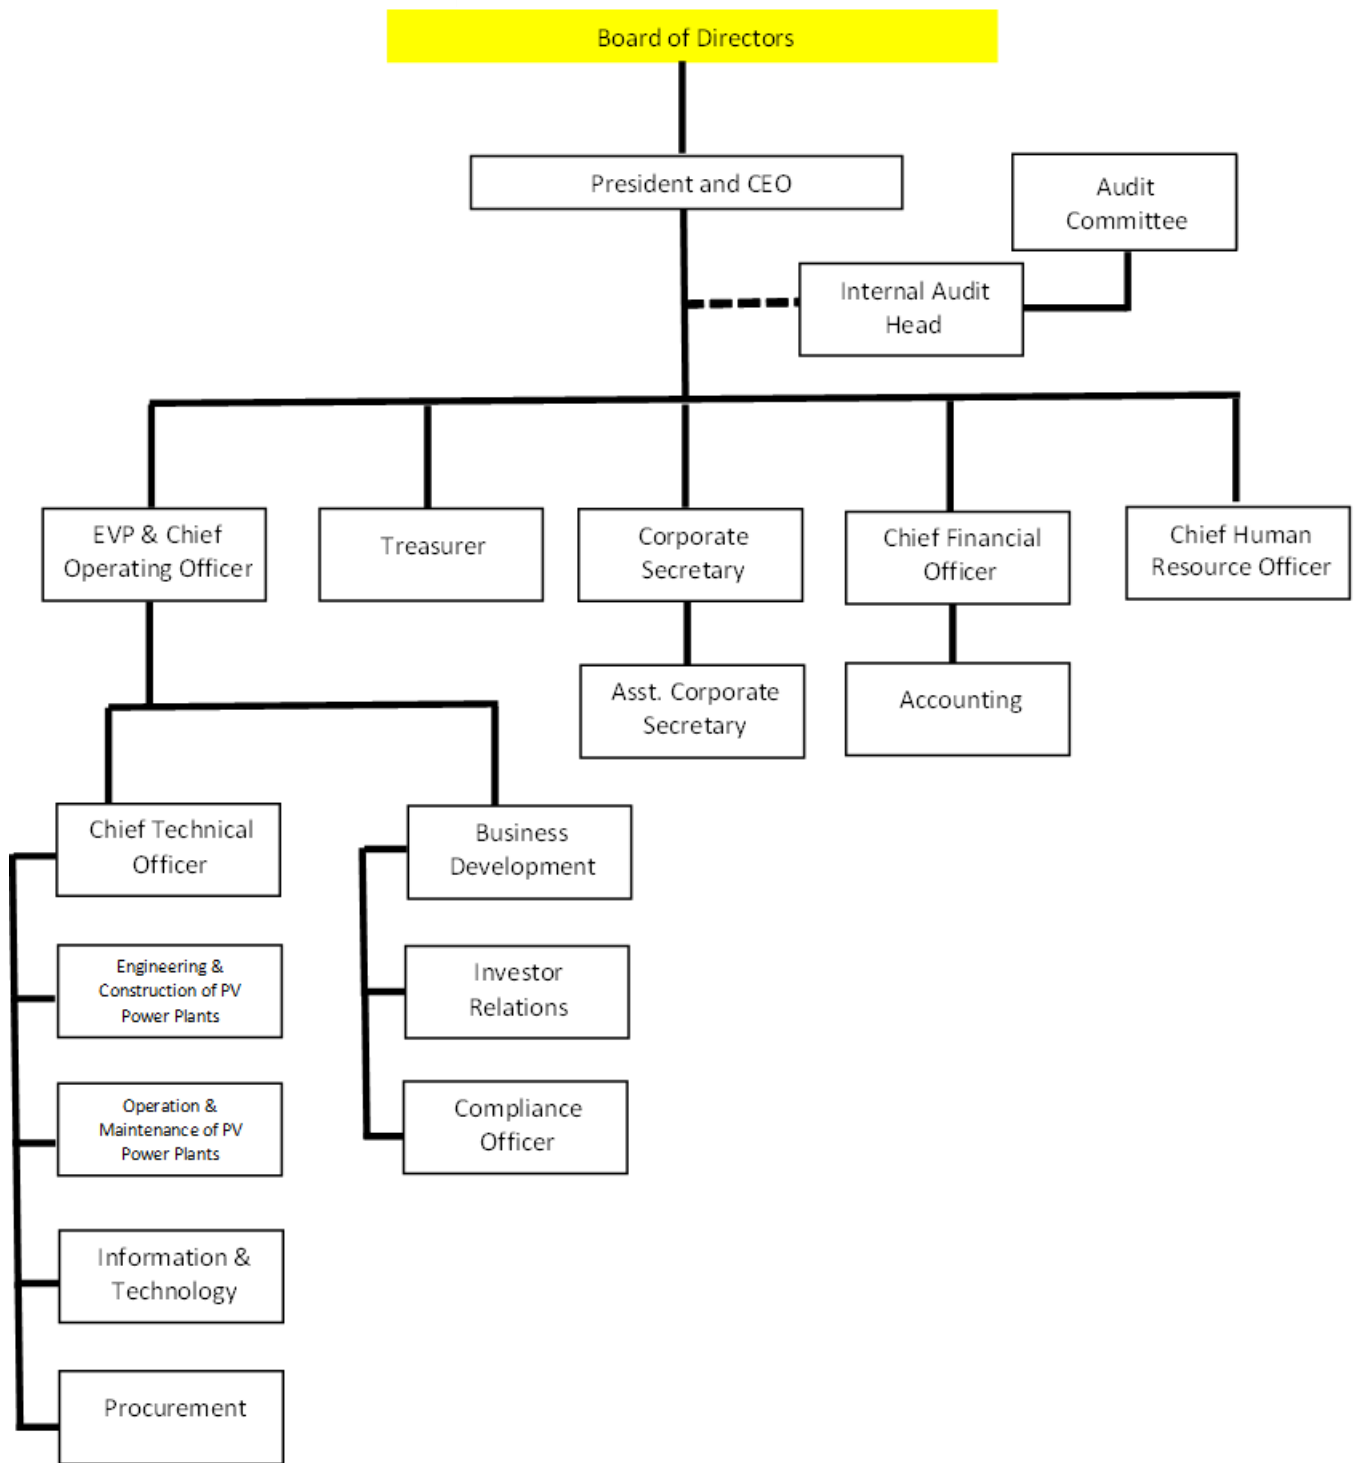 Board of Directors
President and CEO
Audit
Committee
Internal Audit
Head
EVP & Chief
Operating Officer
Treasurer
Corporate
Secretary
Chief Financial
Officer
Chief Human
Resource Officer
Asst. Corporate
Secretary
Accounting
Chief Technical
Officer
Business
Development
Engineering &
Construction of PV
Power Plants
Investor
Relations
Operation &
Maintenance of PV
Power Plants
Compliance
Officer
Information &
Technology
Procurement